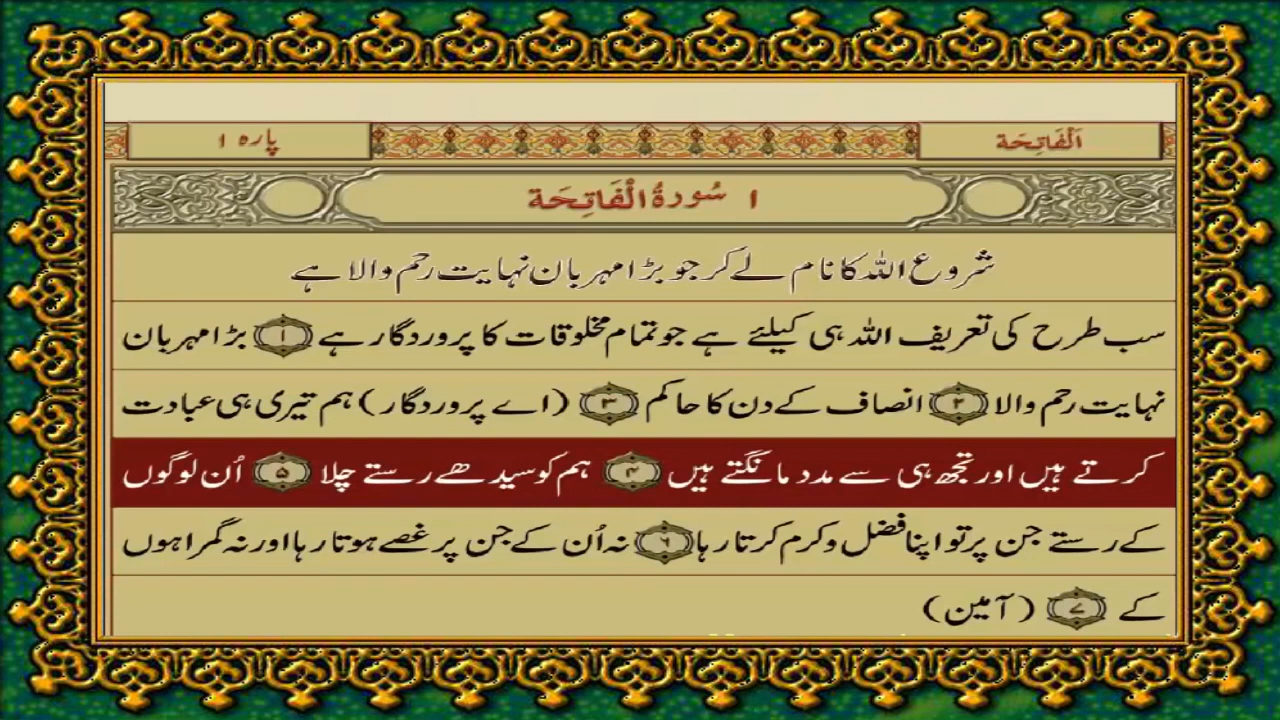 اَلْفَاتِحَة
پارہ ۱
۱ سُورۃُ الْفَاتِحَة
شروع اللہ کا نام لے کر جو بڑا مہربان نہایت رحم والا ہے
سب طرح کی تعریف اللہ ہی کیلئے ہے جو تمام مخلوقات کا پروردگار ہے ۱ بڑا مہربان
نہایت رحم والا ۲ انصاف کے دن کا حاکم ۳ (اے پروردگار) ہم تیری ہی عبادت
کرتے ہیں اور تجھ ہی سے مدد مانگتے ہیں ۴ ہم کو سیدھے رستے چلا ۵ اُن لوگوں
کے رستے جن پر تو اپنا فضل و کرم کرتا رہا ۶ نہ اُن کے جن پر غصے ہوتا رہا اور نہ گمراہوں
کے ۷ (آمین)